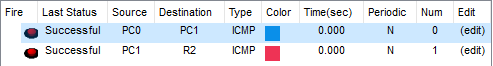 Fire Last Status Source Destination Type Color Time(sec) Periodic Num Edit
Successful PC0 PC1 ICMP 0.000 N 0 (edit)
Successful PC1 R2 ICMP 0.000 N 1 (edit)